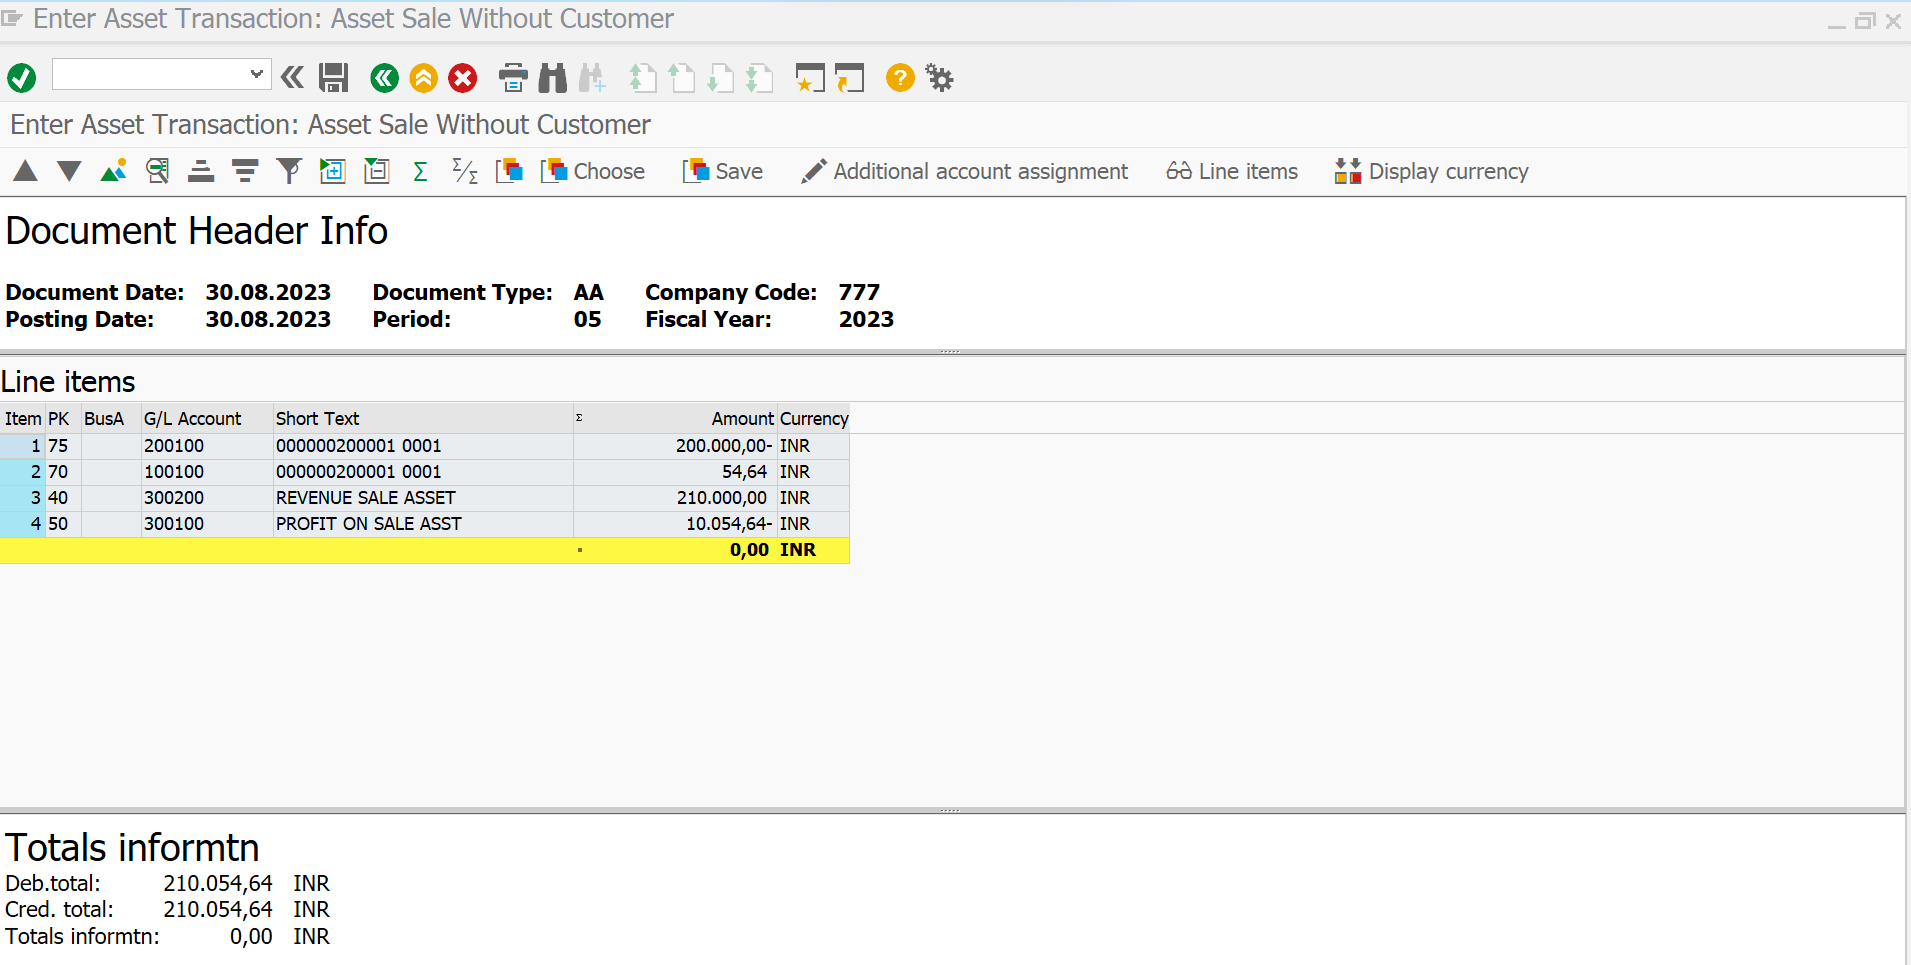 Enter Asset Transaction: Asset Sale Without Customer
Enter Asset Transaction: Asset Sale Without Customer
Choose Save Additional account assignment Line items Display currency
Document Header Info
Document Date: 30.08.2023 Document Type: AA Company Code: 777
Posting Date: 30.08.2023 Period: 05 Fiscal Year: 2023
Line items
Item PK BusA G/L Account Short Text Σ Amount Currency
1 75 200100 000000200001 0001 200.000,00- INR
2 70 100100 000000200001 0001 54,64 INR
3 40 300200 REVENUE SALE ASSET 210.000,00 INR
4 50 300100 PROFIT ON SALE ASST 10.054,64- INR
0,00 INR
Totals informtn
Deb.total: 210.054,64 INR
Cred. total: 210.054,64 INR
Totals informtn: 0,00 INR